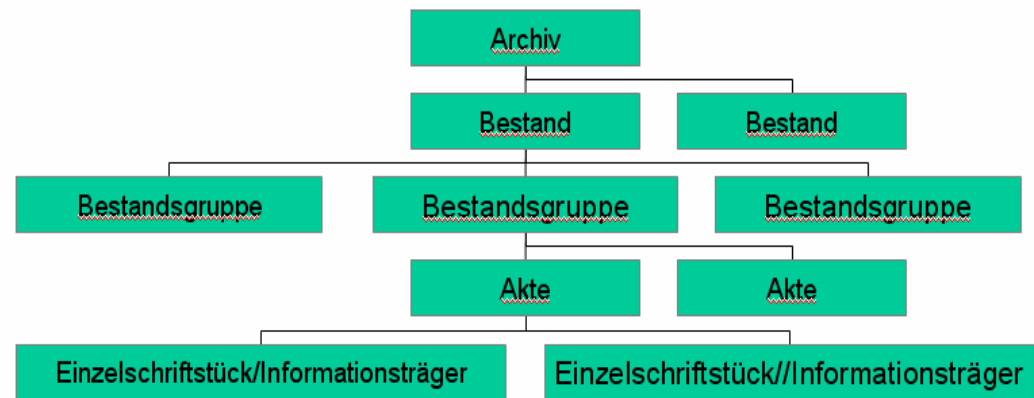 Archiv
Bestand
Bestand
Bestandsgruppe
Bestandsgruppe
Bestandsgruppe
Akte
Akte
Einzelschriftstück/Informationsträger
Einzelschriftstück//Informationsträger